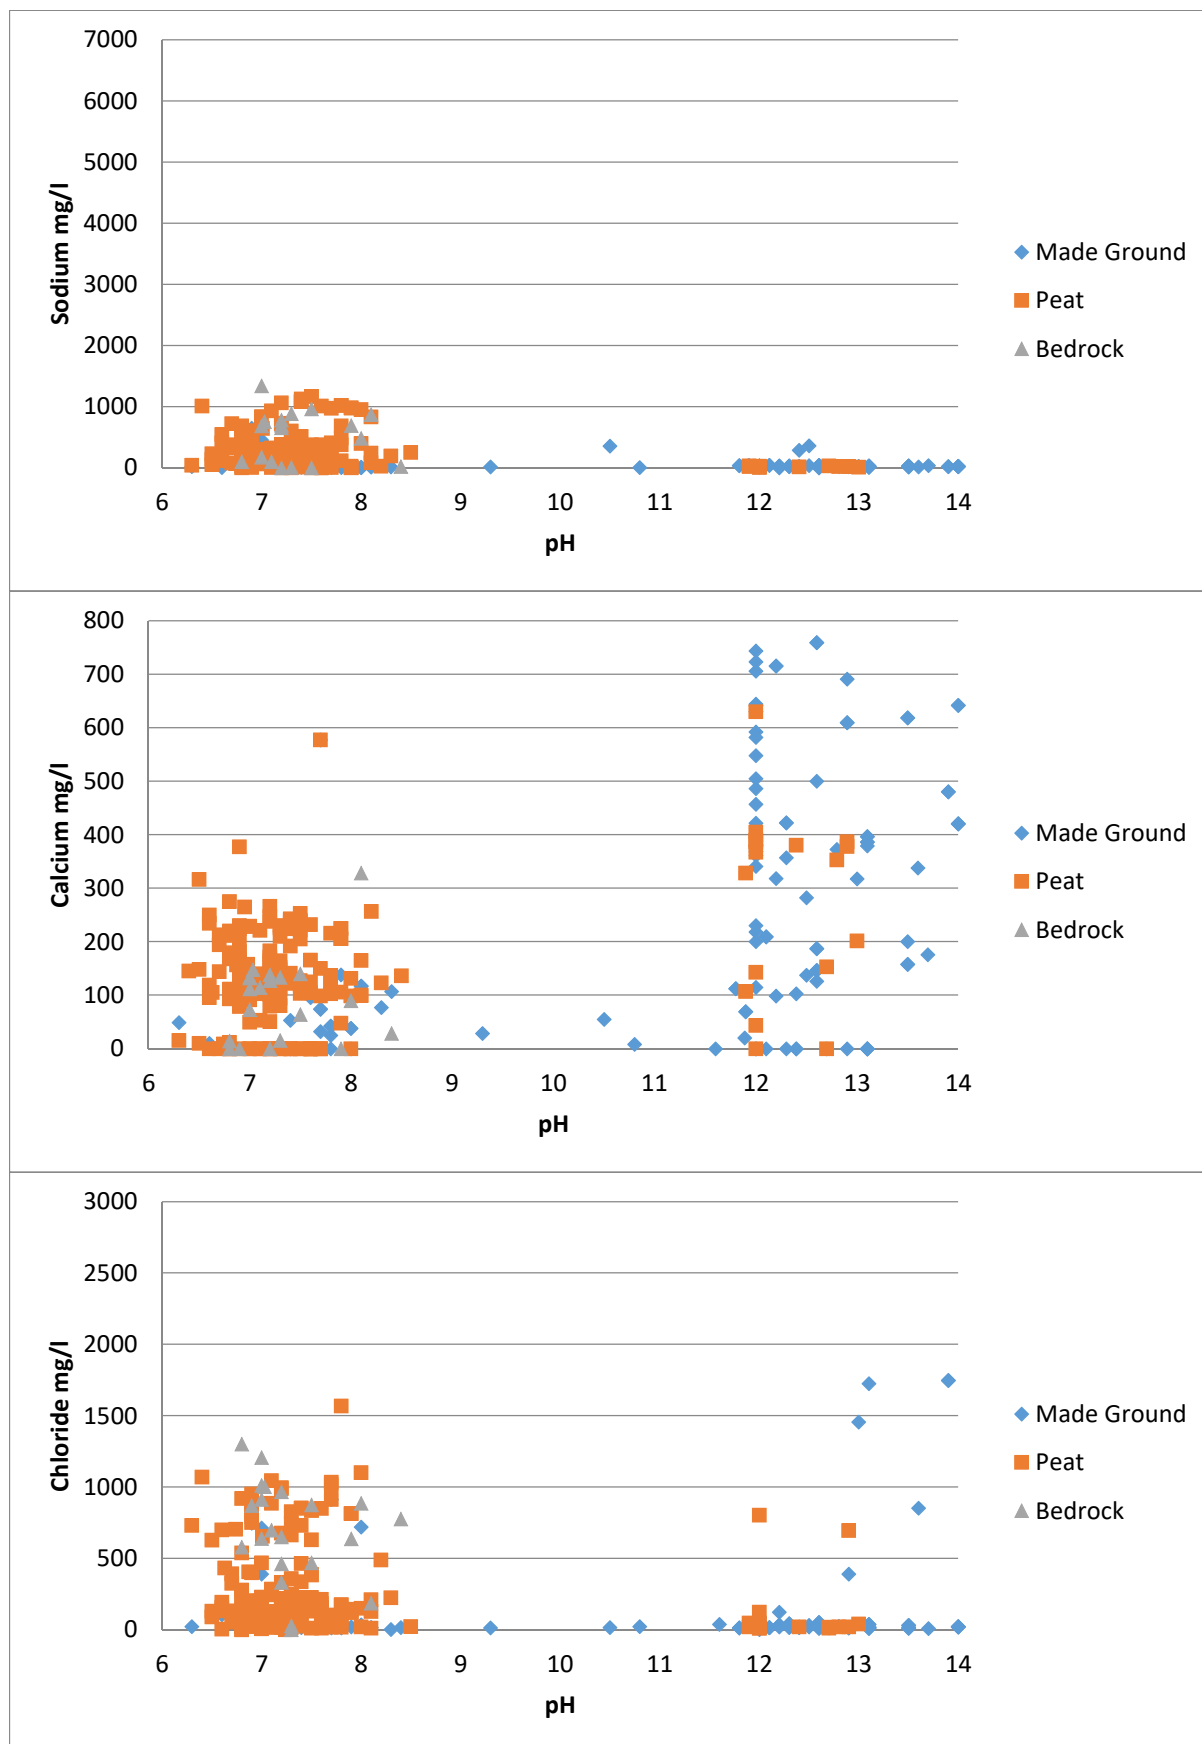 7000
6000
5000
4000
3000
2000
1000
0
Sodium mg/l
6 7 8 9 10 11 12 13 14
pH
Made Ground
Peat
Bedrock
800
700
600
500
400
300
200
100
0
Calcium mg/l
6 7 8 9 10 11 12 13 14
pH
Made Ground
Peat
Bedrock
3000
2500
2000
1500
1000
500
0
Chloride mg/l
6 7 8 9 10 11 12 13 14
pH
Made Ground
Peat
Bedrock